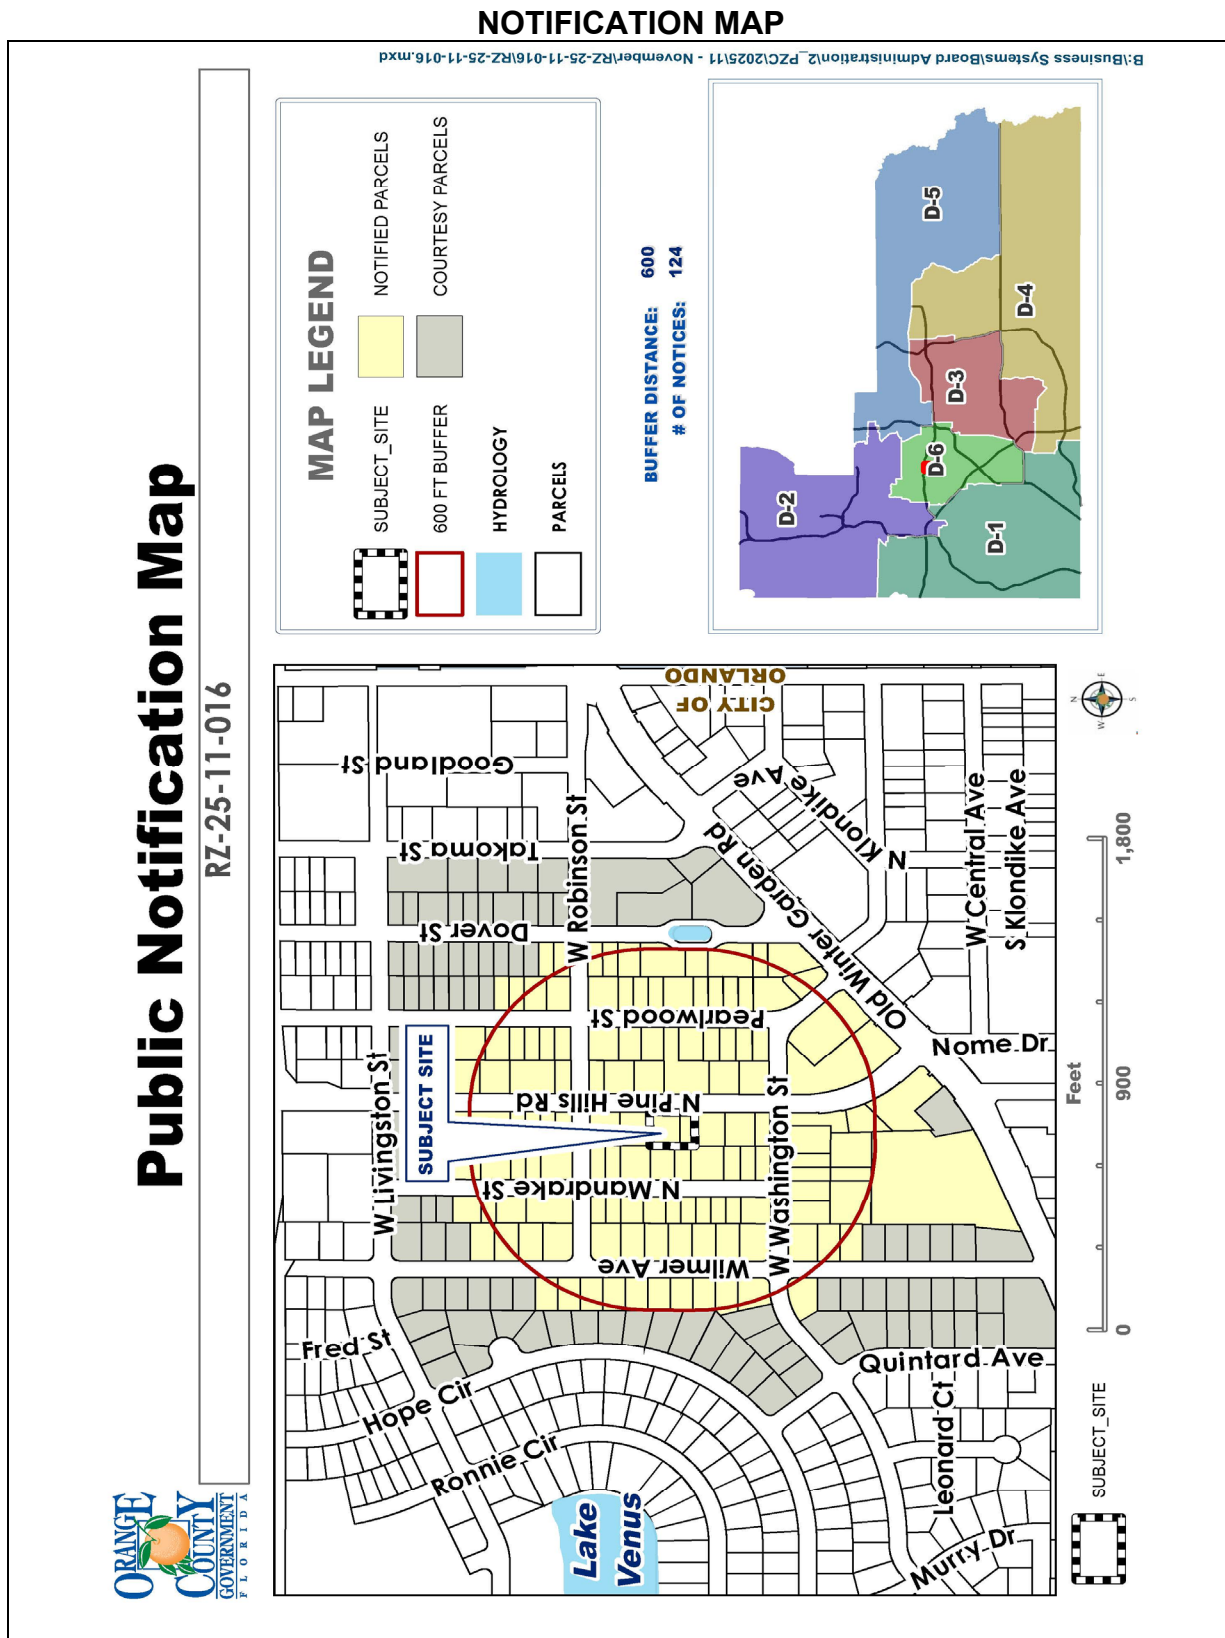 NOTIFICATION MAP
B:\Business Systems\Board Administration\2_PZC\2025\11 - November\RZ-25-11-016\RZ-25-11-016.mxd
ORANGE
COUNTY
GOVERNMENT
FLORIDA
Public Notification Map
RZ-25-11-016
MAP LEGEND
SUBJECT_SITE
NOTIFIED PARCELS
600 FT BUFFER
COURTESY PARCELS
HYDROLOGY
PARCELS
BUFFER DISTANCE: 600
# OF NOTICES: 124
D-2
D-5
D-6
D-3
D-4
D-1
Fred St
Hope Cir
Ronnie Cir
Lake
Venus
W Livingston St
SUBJECT SITE
Goodland St
Takoma St
Dover St
W Robinson St
Pearlwood St
N Pine Hills Rd
N Mandrake St
Wilmer Ave
W Washington St
CITY OF
ORLANDO
N Klondike Ave
Old Winter Garden Rd
W Central Ave
S Klondike Ave
Nome Dr
Quintard Ave
Leonard Ct
Murry Dr
SUBJECT_SITE
Feet
0
900
1,800
N
W
E
S